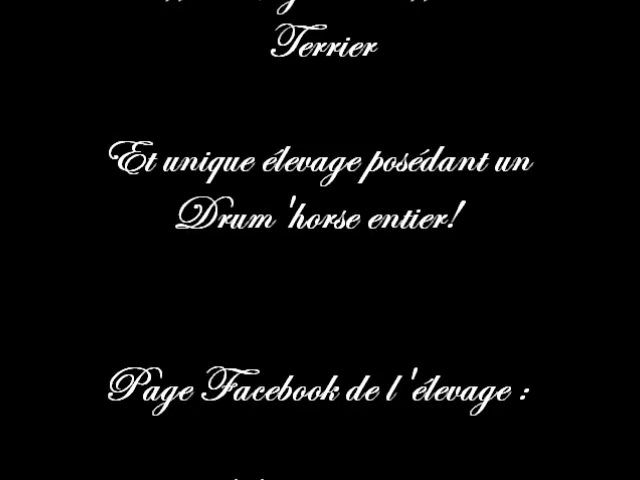 Terrier
Et unique élevage posédant un
Drum 'horse entier!
Page Facebook de l 'élevage :